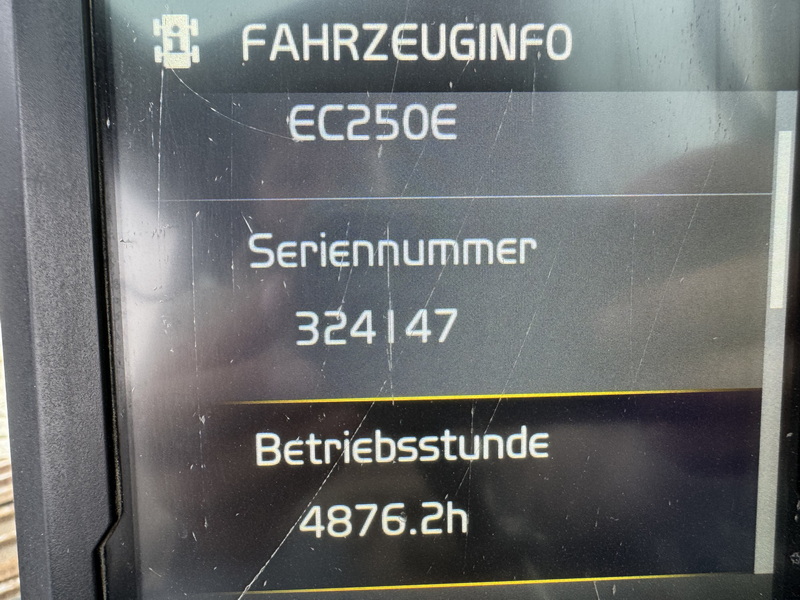 FAHRZEUGINFO
EC250E
Seriennummer
324147
Betriebsstunde
4876.2h